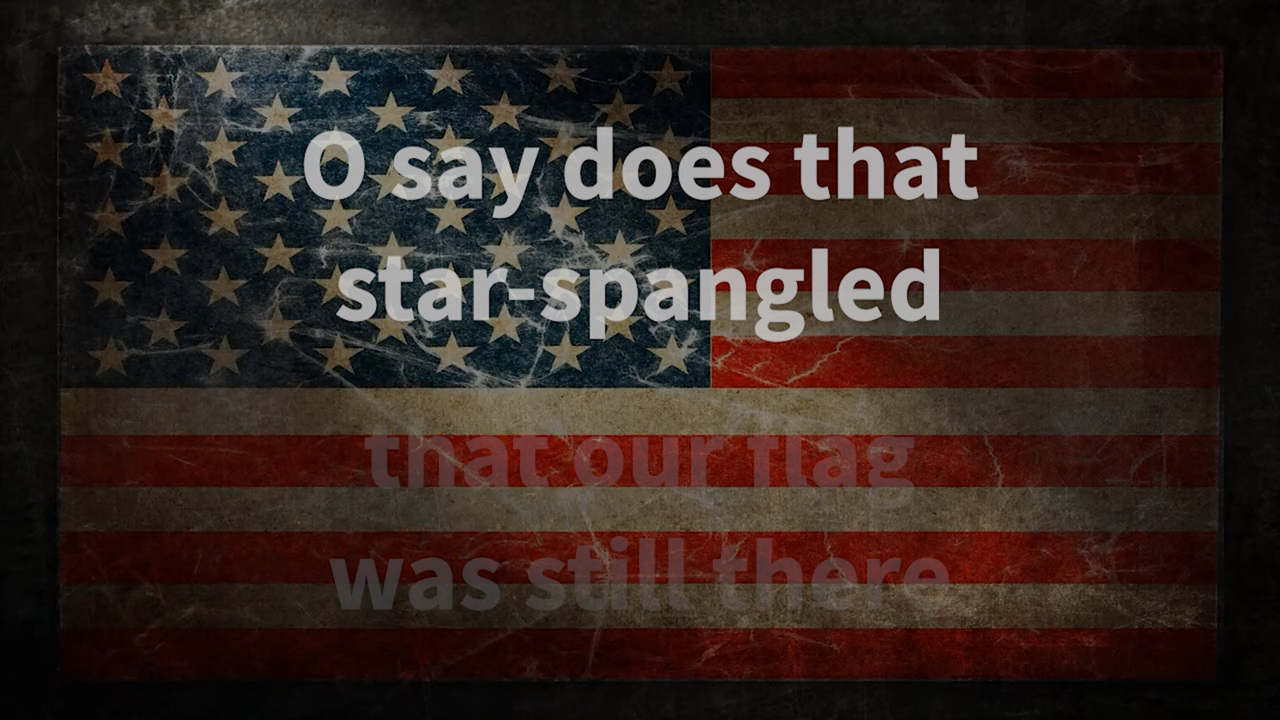 O say does that
star-spangled
that our flag
was still there